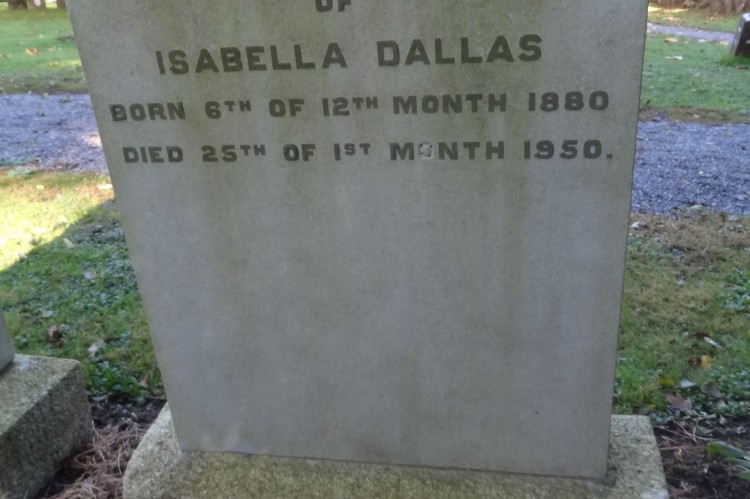 OF
ISABELLA DALLAS
BORN 6TH OF 12TH MONTH 1880
DIED 25TH OF 1ST MONTH 1950.